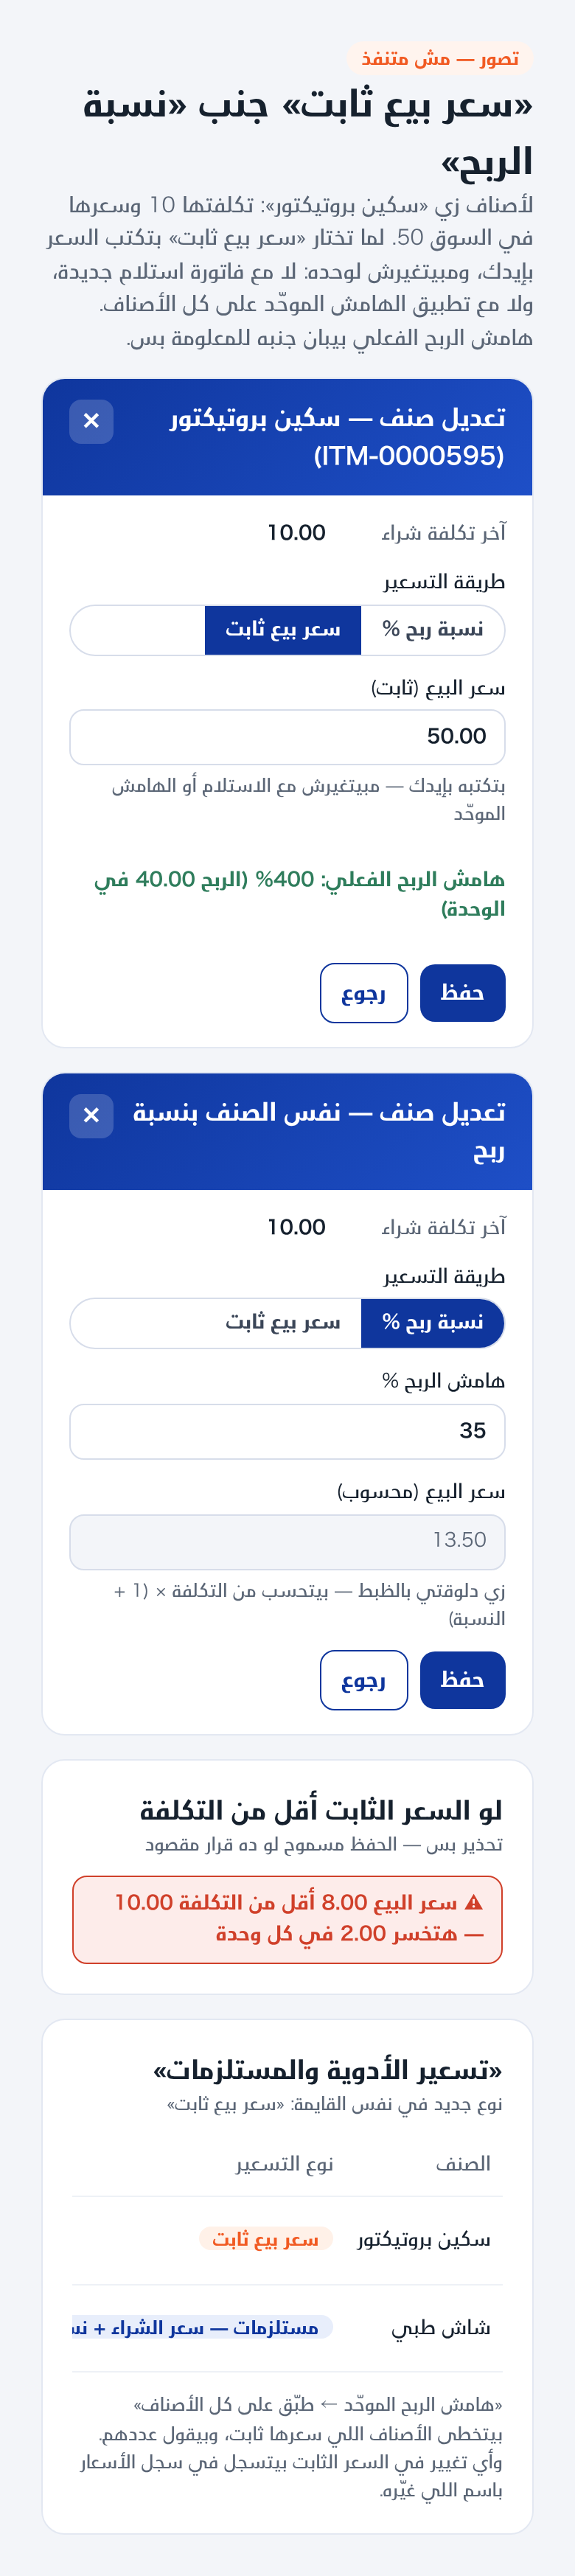 تصور — مش متنفذ
«سعر بيع ثابت» جنب «نسبة
الربح»
لأصناف زي «سكين بروتيكتور»: تكلفتها 10 وسعرها
في السوق 50. لما تختار «سعر بيع ثابت» بتكتب السعر
بإيدك، ومبيتغيرش لوحده: لا مع فاتورة استلام جديدة،
ولا مع تطبيق الهامش الموحّد على كل الأصناف.
هامش الربح الفعلي بيبان جنبه للمعلومة بس.
تعديل صنف — سكين بروتيكتور
(ITM-0000595)
×
آخر تكلفة شراء 10.00
طريقة التسعير
نسبة ربح % سعر بيع ثابت
سعر البيع (ثابت)
50.00
بتكتبه بإيدك — مبيتغيرش مع الاستلام أو الهامش
الموحّد
هامش الربح الفعلي: 400% (الربح 40.00 في
الوحدة)
حفظ رجوع
تعديل صنف — نفس الصنف بنسبة
ربح
×
آخر تكلفة شراء 10.00
طريقة التسعير
نسبة ربح % سعر بيع ثابت
هامش الربح %
35
سعر البيع (محسوب)
13.50
زي دلوقتي بالظبط — بيتحسب من التكلفة × (1 +
النسبة)
حفظ رجوع
لو السعر الثابت أقل من التكلفة
تحذير بس — الحفظ مسموح لو ده قرار مقصود
⚠ سعر البيع 8.00 أقل من التكلفة 10.00
— هتخسر 2.00 في كل وحدة
«تسعير الأدوية والمستلزمات»
نوع جديد في نفس القايمة: «سعر بيع ثابت»
الصنف نوع التسعير
سكين بروتيكتور سعر بيع ثابت
شاش طبي مستلزمات — سعر الشراء +
«هامش الربح الموحّد ← طبّق على كل الأصناف»
بيتخطى الأصناف اللي سعرها ثابت، وبيقول عددهم.
وأي تغيير في السعر الثابت بيتسجل في سجل الأسعار
باسم اللي غيّره.